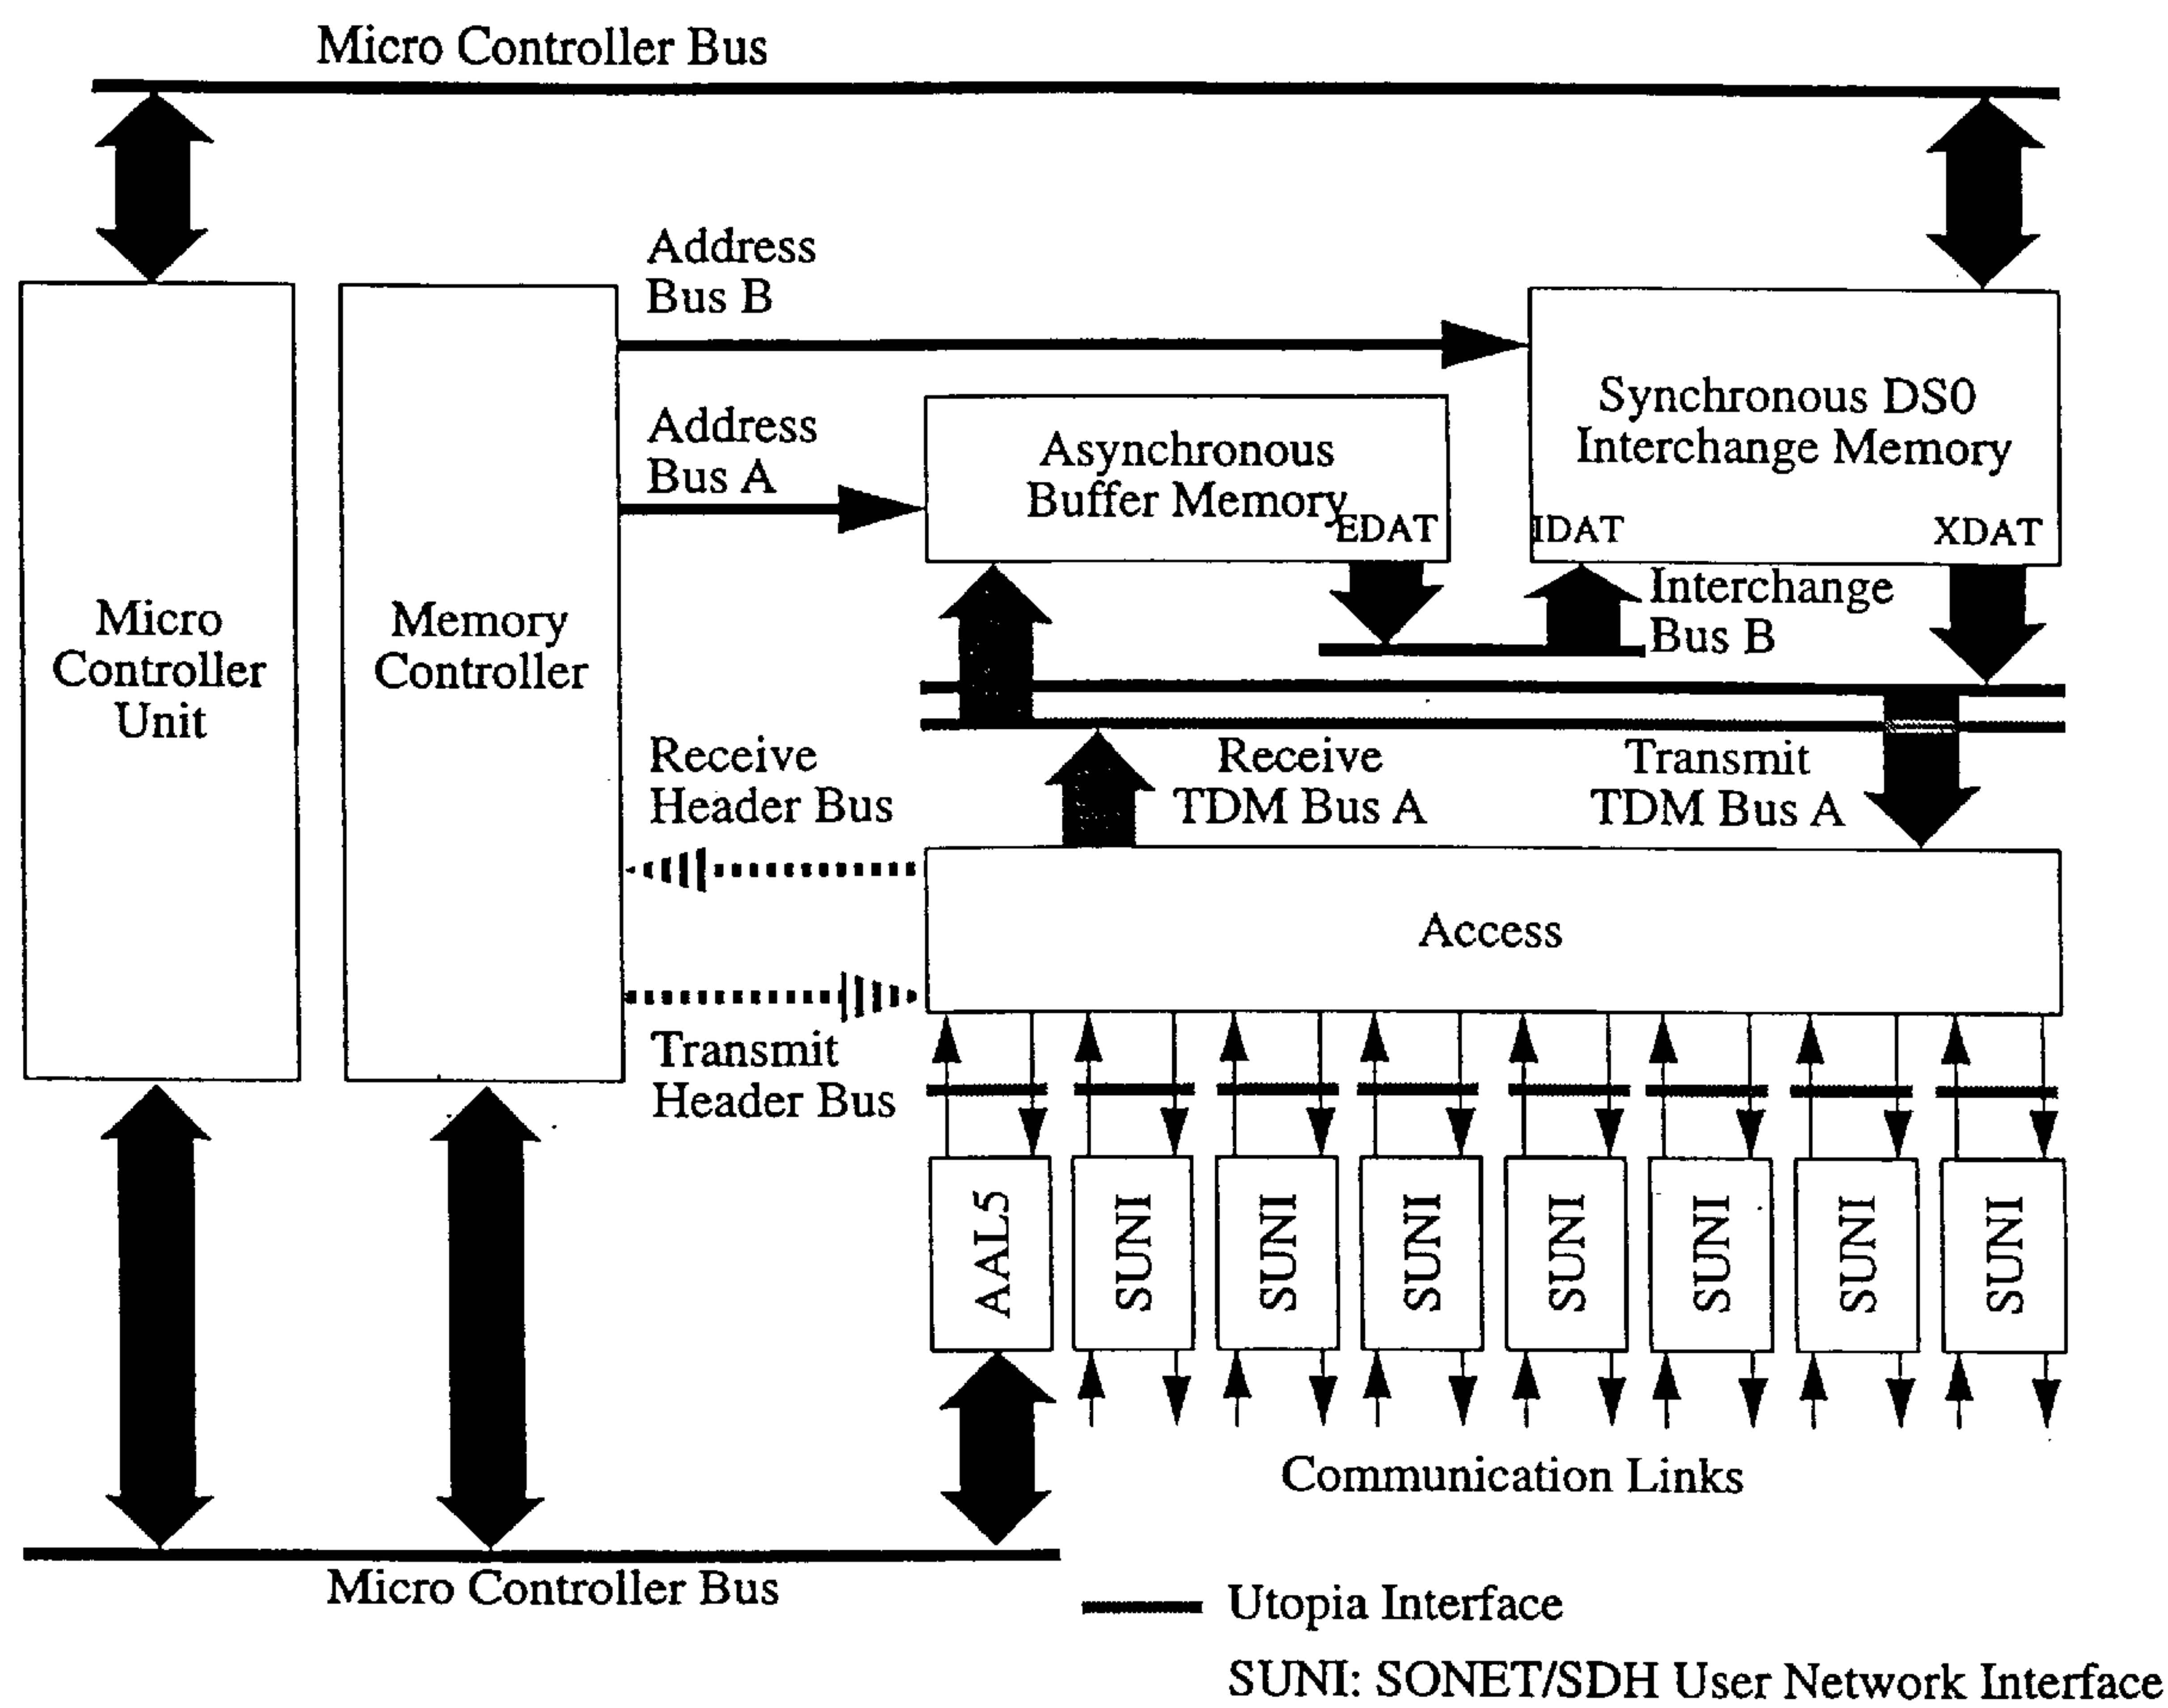 Micro Controller Bus
Address
Bus B
Address
Bus A
Synchronous DS0
Interchange Memory
Asynchronous
Buffer Memory
EDAT
IDAT
XDAT
Interchange
Bus B
Micro
Controller
Unit
Memory
Controller
Receive
Header Bus
Receive
TDM Bus A
Transmit
TDM Bus A
Access
Transmit
Header Bus
AAL5
SUNI
SUNI
SUNI
SUNI
SUNI
SUNI
SUNI
Communication Links
Micro Controller Bus
Utopia Interface
SUNI: SONET/SDH User Network Interface